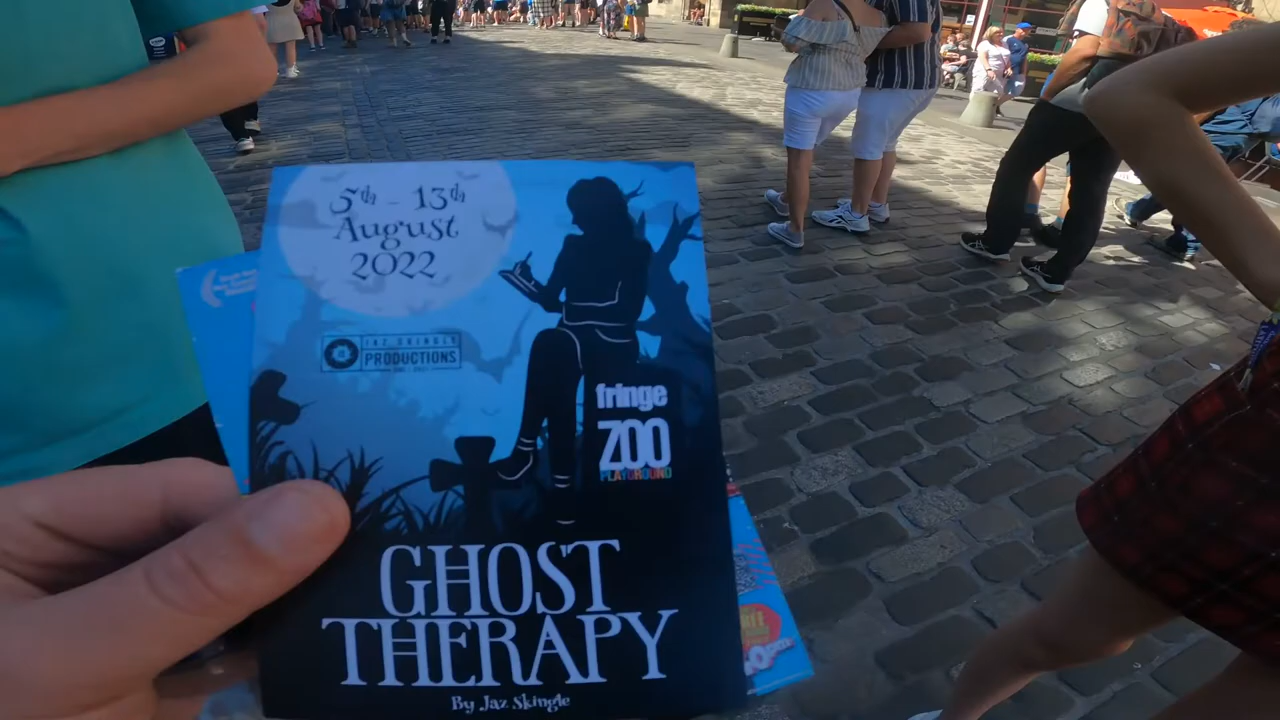 5th - 13th
August
2022
JAZ SKINGLE
PRODUCTIONS
fringe
ZOO
PLAYGROUND
GHOST
THERAPY
By Jaz Skingle